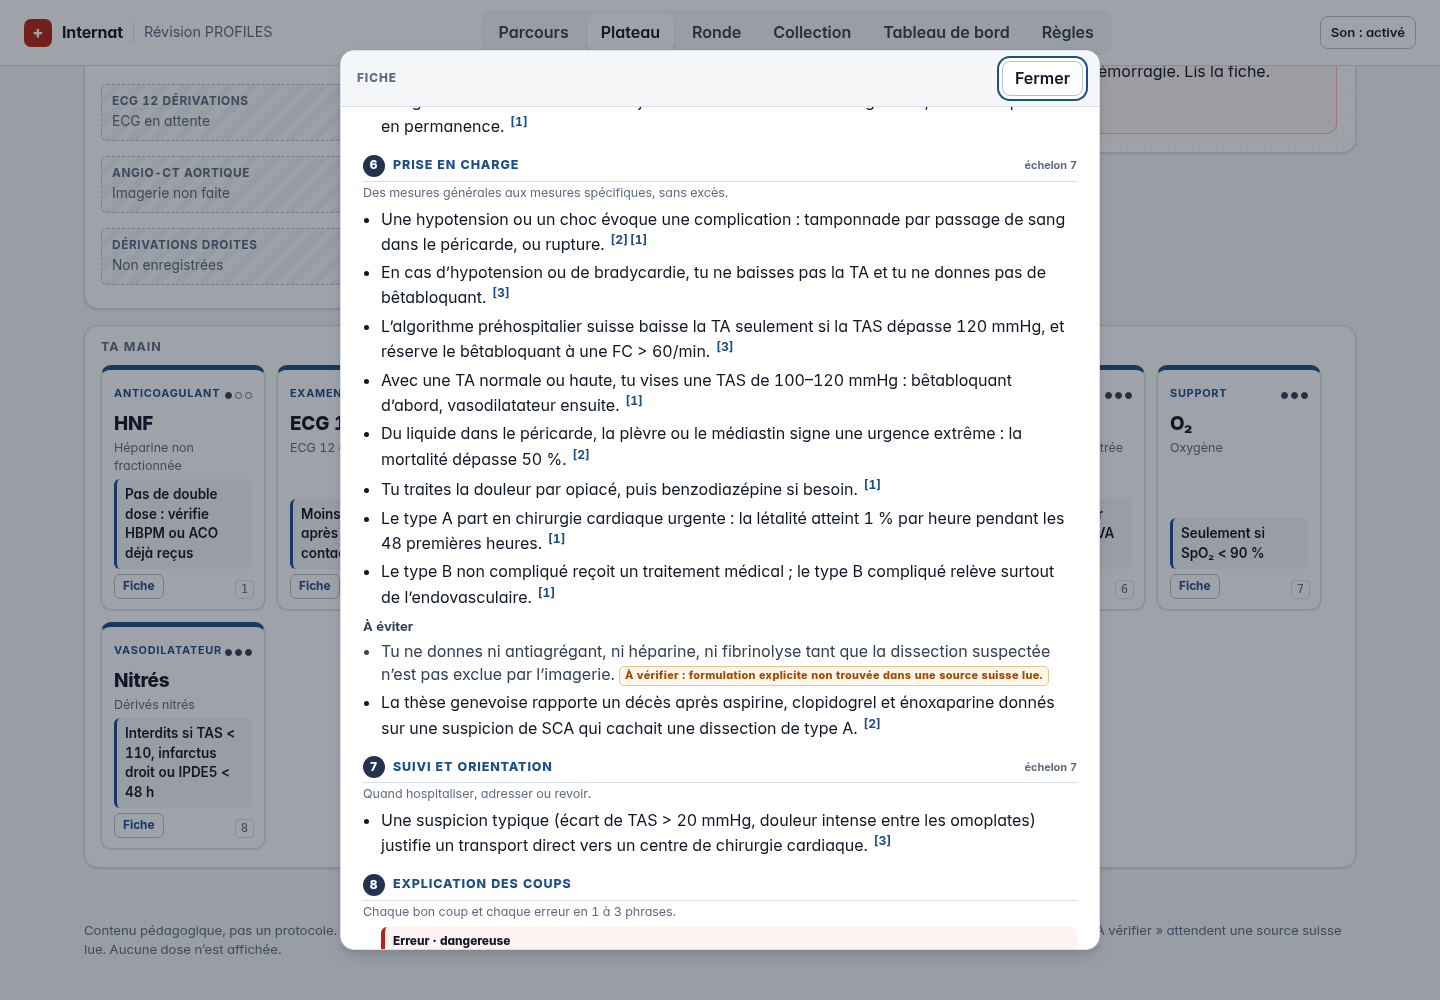 Internat
Révision PROFILES
Parcours
Plateau
Ronde
Collection
Tableau de bord
Règles
Son : activé
émorragie. Lis la fiche.
ECG 12 DÉRIVATIONS
ECG en attente
ANGIO-CT AORTIQUE
Imagerie non faite
DÉRIVATIONS DROITES
Non enregistrées
TA MAIN
ANTICOAGULANT
HNF
Héparine non
fractionnée
Pas de double
dose : vérifie
HBPM ou ACO
déjà reçus
Fiche
1
EXAMEN
ECG 1
ECG 12
Moins
après
conta
Fiche
6
SUPPORT
O₂
Oxygène
Seulement si
SpO₂ < 90 %
Fiche
7
VASODILATATEUR
Nitrés
Dérivés nitrés
Interdits si TAS <
110, infarctus
droit ou IPDE5 <
48 h
Fiche
8
FICHE
Fermer
en permanence. [1]
6 PRISE EN CHARGE
échelon 7
Des mesures générales aux mesures spécifiques, sans excès.
• Une hypotension ou un choc évoque une complication : tamponnade par passage de sang
dans le péricarde, ou rupture. [2] [1]
• En cas d’hypotension ou de bradycardie, tu ne baisses pas la TA et tu ne donnes pas de
bêtabloquant. [3]
• L’algorithme préhospitalier suisse baisse la TA seulement si la TAS dépasse 120 mmHg, et
réserve le bêtabloquant à une FC > 60/min. [3]
• Avec une TA normale ou haute, tu vises une TAS de 100–120 mmHg : bêtabloquant
d’abord, vasodilatateur ensuite. [1]
• Du liquide dans le péricarde, la plèvre ou le médiastin signe une urgence extrême : la
mortalité dépasse 50 %. [2]
• Tu traites la douleur par opiacé, puis benzodiazépine si besoin. [1]
• Le type A part en chirurgie cardiaque urgente : la létalité atteint 1 % par heure pendant les
48 premières heures. [1]
• Le type B non compliqué reçoit un traitement médical ; le type B compliqué relève surtout
de l’endovasculaire. [1]
À éviter
• Tu ne donnes ni antiagrégant, ni héparine, ni fibrinolyse tant que la dissection suspectée
n’est pas exclue par l’imagerie. À vérifier : formulation explicite non trouvée dans une source suisse lue.
• La thèse genevoise rapporte un décès après aspirine, clopidogrel et énoxaparine donnés
sur une suspicion de SCA qui cachait une dissection de type A. [2]
7 SUIVI ET ORIENTATION
échelon 7
Quand hospitaliser, adresser ou revoir.
• Une suspicion typique (écart de TAS > 20 mmHg, douleur intense entre les omoplates)
justifie un transport direct vers un centre de chirurgie cardiaque. [3]
8 EXPLICATION DES COUPS
Chaque bon coup et chaque erreur en 1 à 3 phrases.
Erreur · dangereuse
Contenu pédagogique, pas un protocole.
À vérifier » attendent une source suisse
lue. Aucune dose n’est affichée.